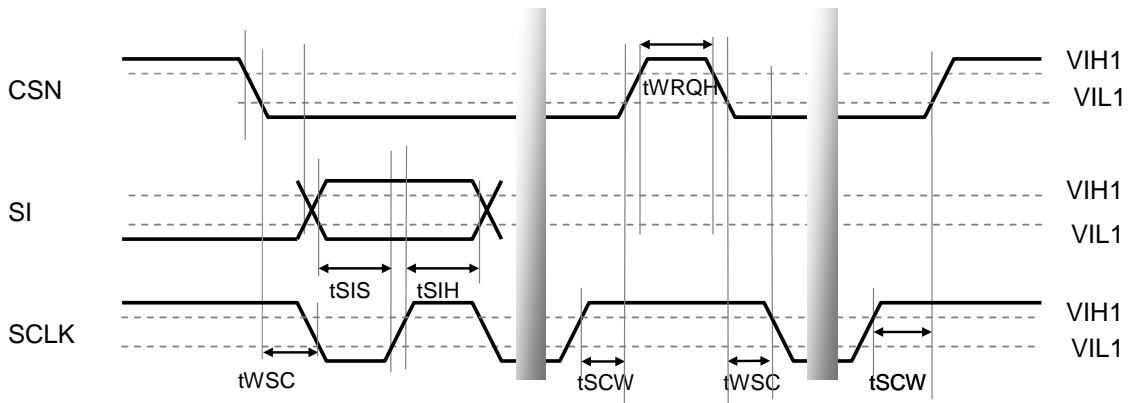 VIH1
CSN
tWRQH
VIL1
VIH1
SI
VIL1
tSIS
tSIH
VIH1
SCLK
VIL1
tWSC
tSCW
tWSC
tSCW